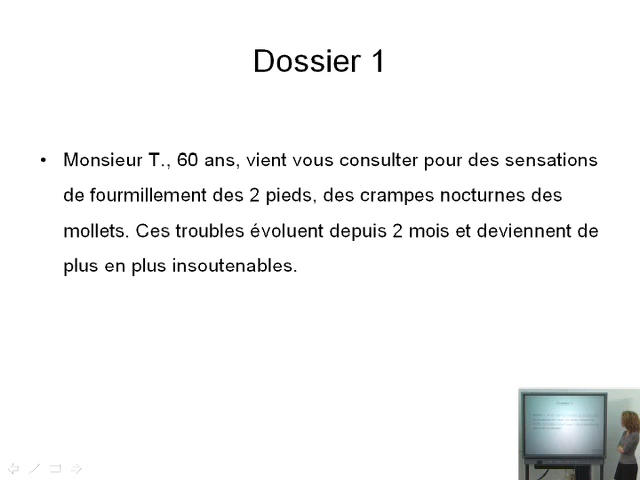 Dossier 1
• Monsieur T., 60 ans, vient vous consulter pour des sensations
de fourmillement des 2 pieds, des crampes nocturnes des
mollets. Ces troubles évoluent depuis 2 mois et deviennent de
plus en plus insoutenables.